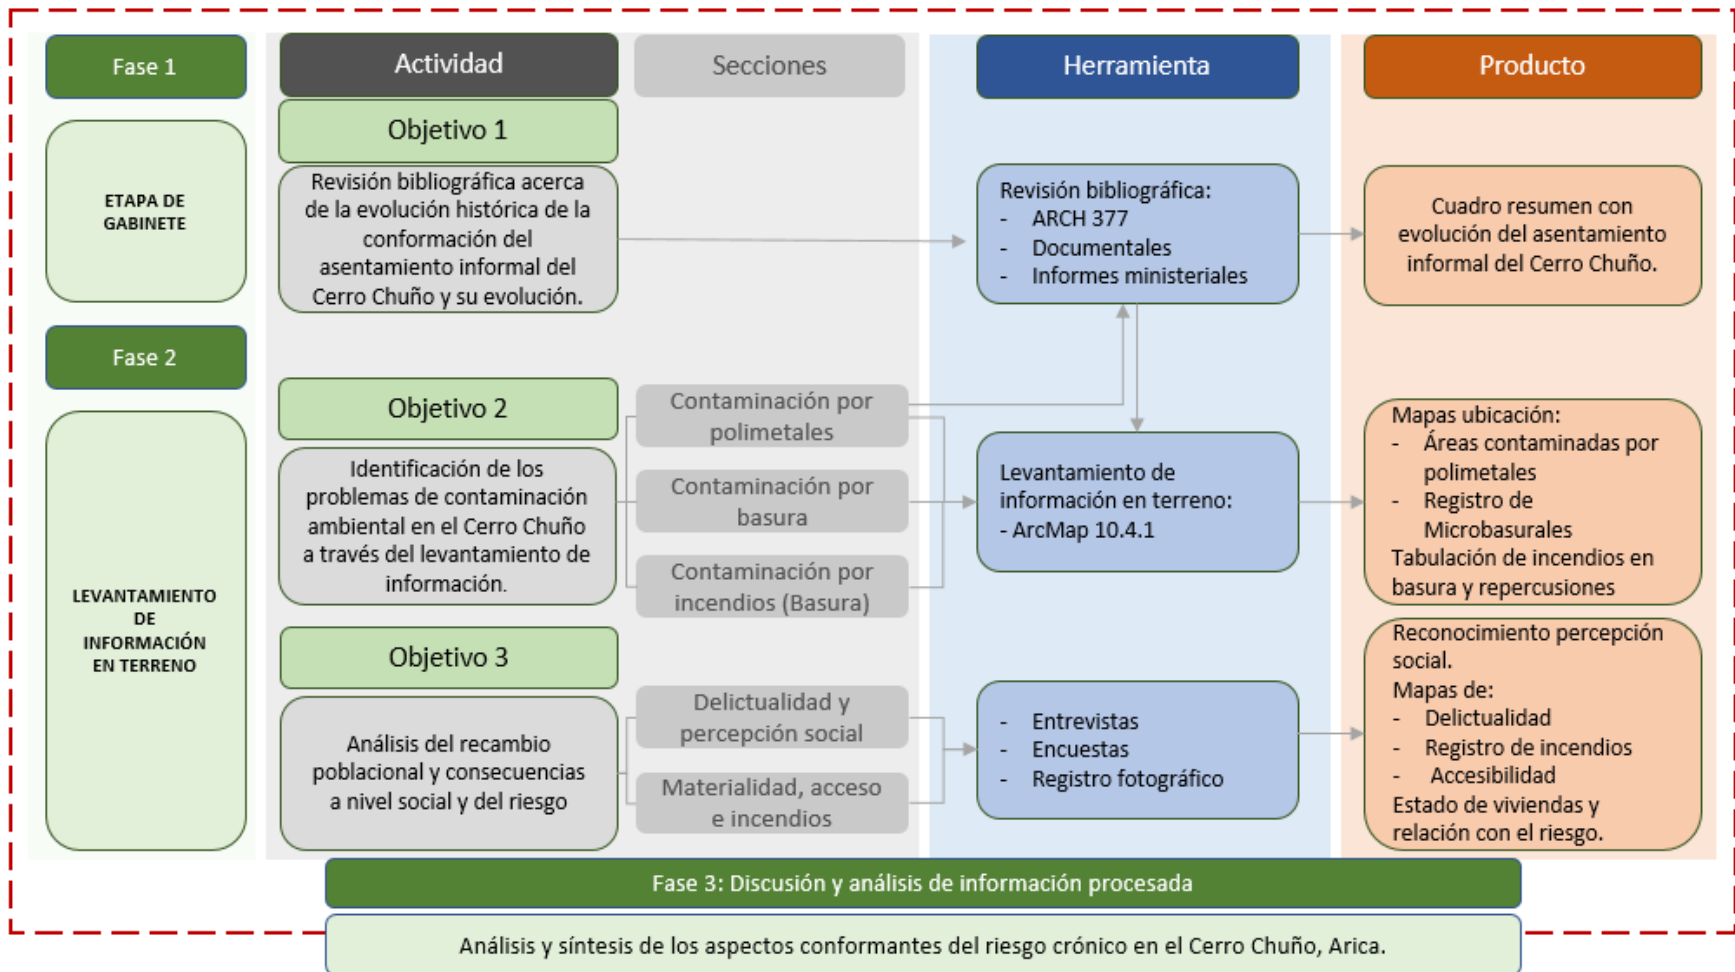 Fase 1
Actividad
Secciones
Herramienta
Producto
Objetivo 1
ETAPA DE
GABINETE
Revisión bibliográfica acerca
de la evolución histórica de la
conformación del
asentamiento informal del
Cerro Chuño y su evolución.
Revisión bibliográfica:
- ARCH 377
- Documentales
- Informes ministeriales
Cuadro resumen con
evolución del asentamiento
informal del Cerro Chuño.
Fase 2
LEVANTAMIENTO
DE
INFORMACIÓN
EN TERRENO
Objetivo 2
Identificación de los
problemas de contaminación
ambiental en el Cerro Chuño
a través del levantamiento de
información.
Contaminación por
polimetales
Contaminación por
basura
Contaminación por
incendios (Basura)
Levantamiento de
información en terreno:
- ArcMap 10.4.1
Mapas ubicación:
- Áreas contaminadas por
polimetales
- Registro de
Microbasurales
Tabulación de incendios en
basura y repercusiones
Objetivo 3
Análisis del recambio
poblacional y consecuencias
a nivel social y del riesgo
Delictualidad y
percepción social
Materialidad, acceso
e incendios
- Entrevistas
- Encuestas
- Registro fotográfico
Reconocimiento percepción
social.
Mapas de:
- Delictualidad
- Registro de incendios
- Accesibilidad
Estado de viviendas y
relación con el riesgo.
Fase 3: Discusión y análisis de información procesada
Análisis y síntesis de los aspectos conformantes del riesgo crónico en el Cerro Chuño, Arica.